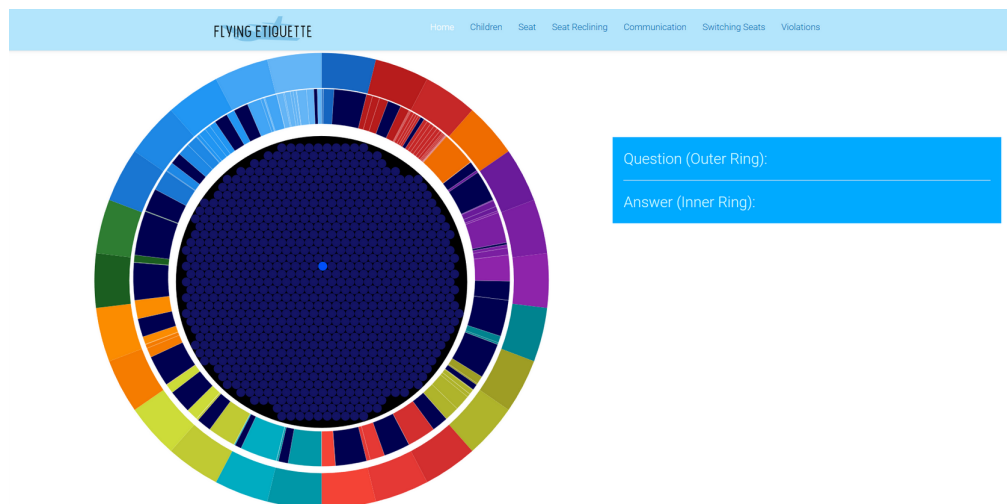 FLYING ETIQUETTE
Home Children Seat Seat Reclining Communication Switching Seats Violations
Question (Outer Ring):
Answer (Inner Ring):